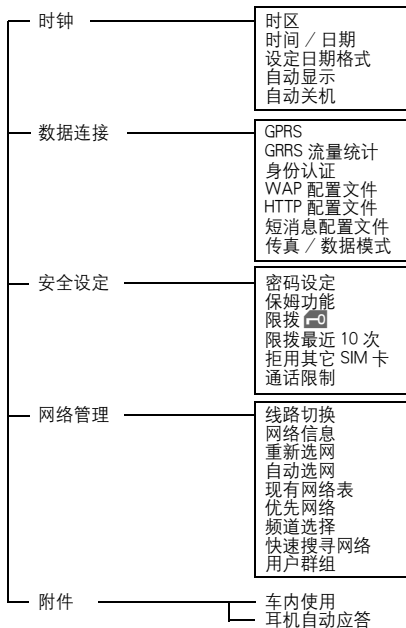 时钟
时区
时间 / 日期
设定日期格式
自动显示
自动关机
数据连接
GPRS
GRRS 流量统计
身份认证
WAP 配置文件
HTTP 配置文件
短消息配置文件
传真 / 数据模式
安全设定
密码设定
保姆功能
限拨
限拨最近 10 次
拒用其它 SIM 卡
通话限制
网络管理
线路切换
网络信息
重新选网
自动选网
现有网络表
优先网络
频道选择
快速搜寻网络
用户群组
附件
车内使用
耳机自动应答